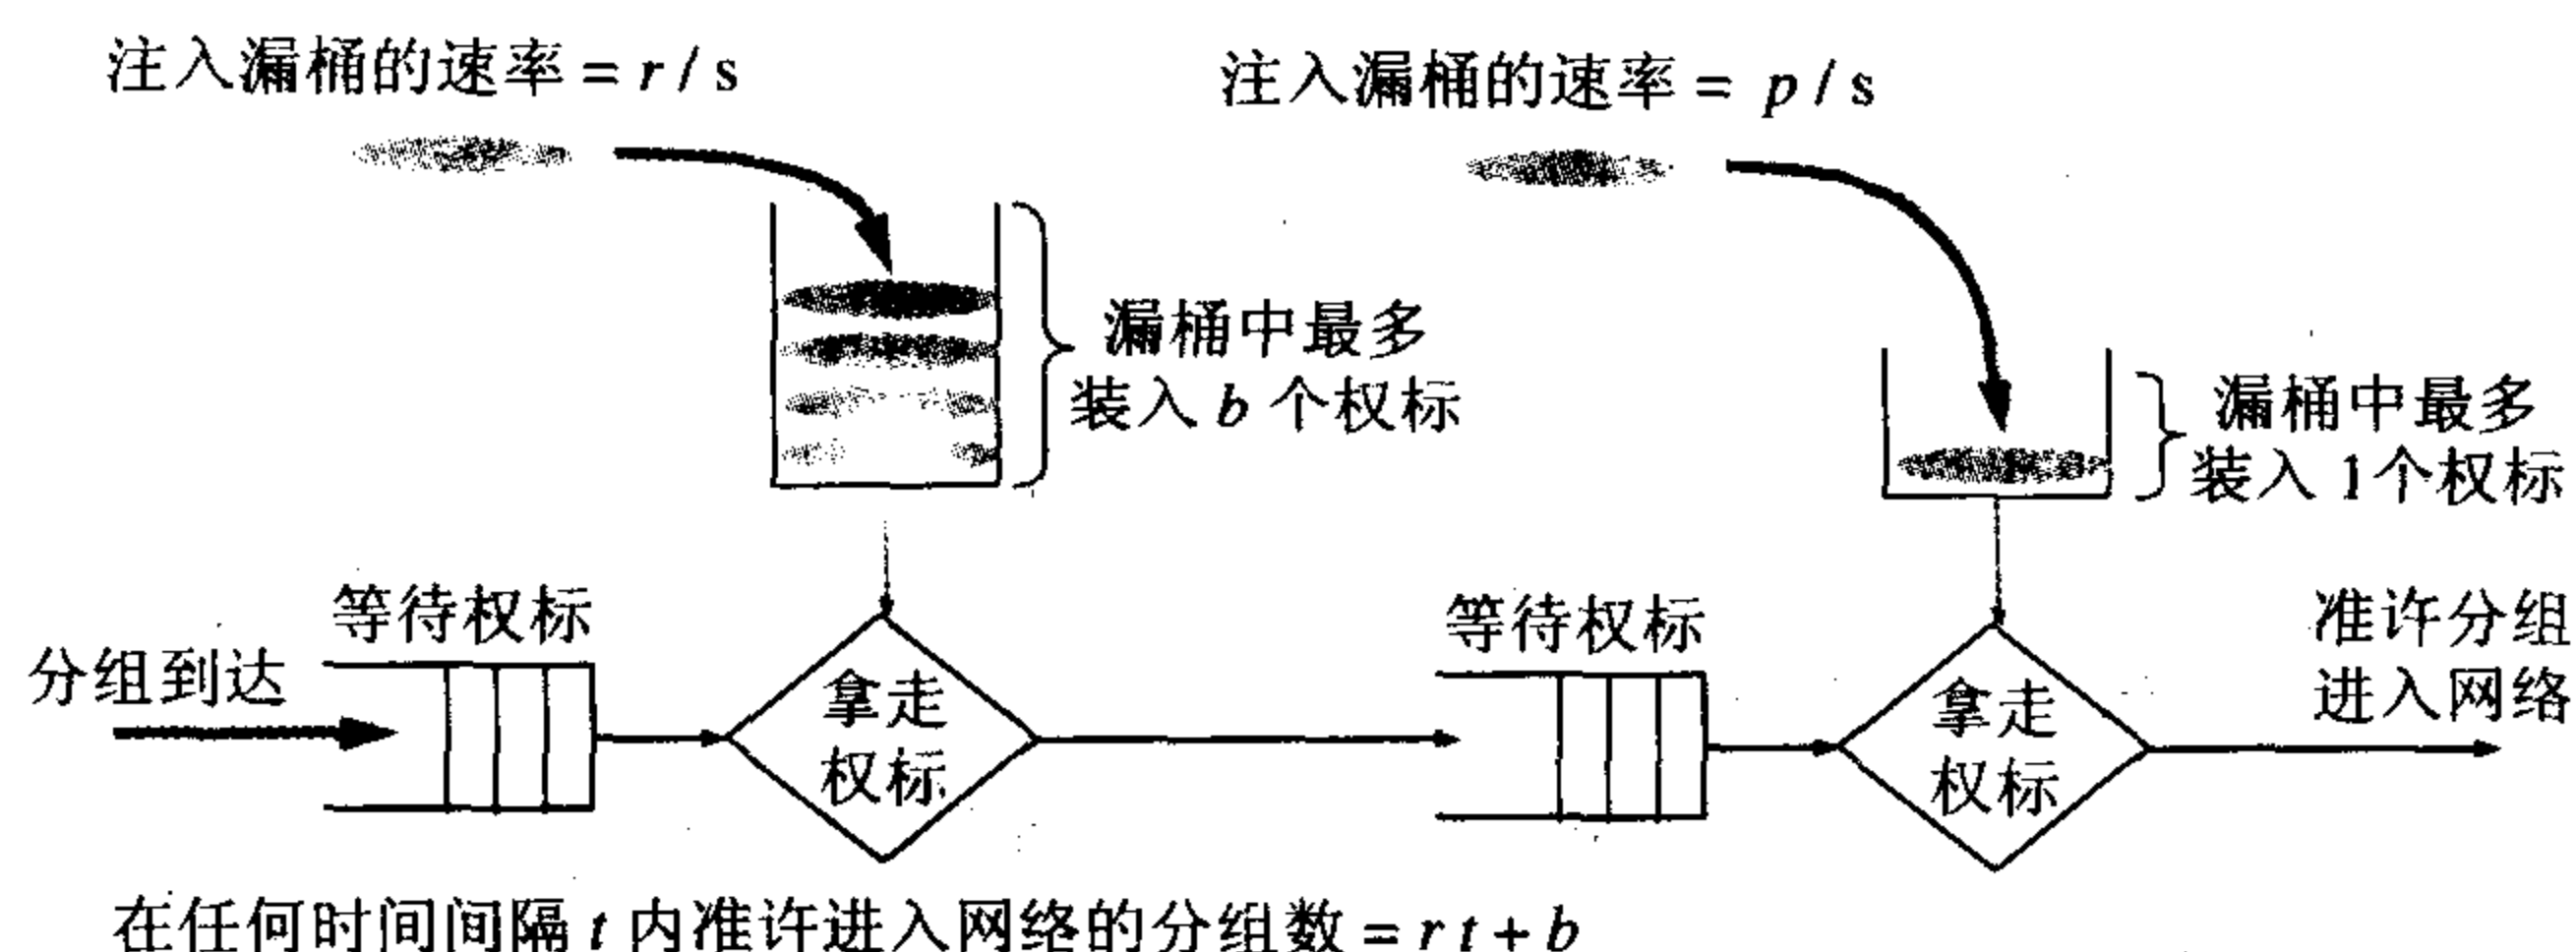 注入漏桶的速率 = r / s
注入漏桶的速率 = p / s
漏桶中最多
装入 b 个权标
漏桶中最多
装入 1个权标
等待权标
分组到达
拿走
权标
等待权标
拿走
权标
准许分组
进入网络
在任何时间间隔 t 内准许进入网络的分组数 = r t + b